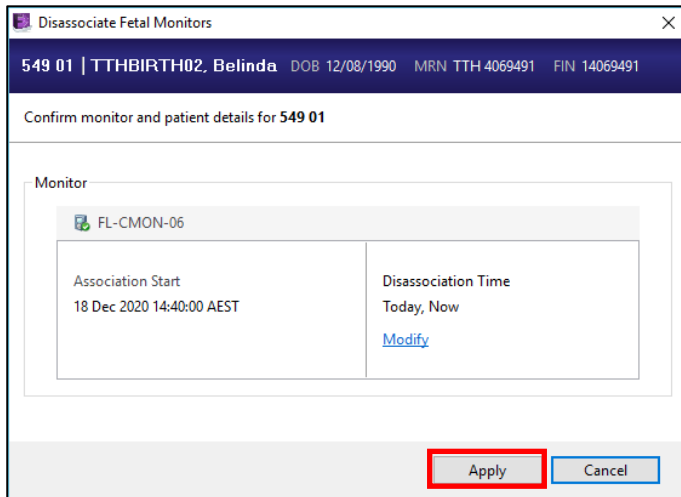 Disassociate Fetal Monitors
549 01 | TTHBIRTH02, Belinda DOB 12/08/1990 MRN TTH 4069491 FIN 14069491
Confirm monitor and patient details for 549 01
Monitor
FL-CMON-06
Association Start
18 Dec 2020 14:40:00 AEST
Disassociation Time
Today, Now
Modify
Apply Cancel